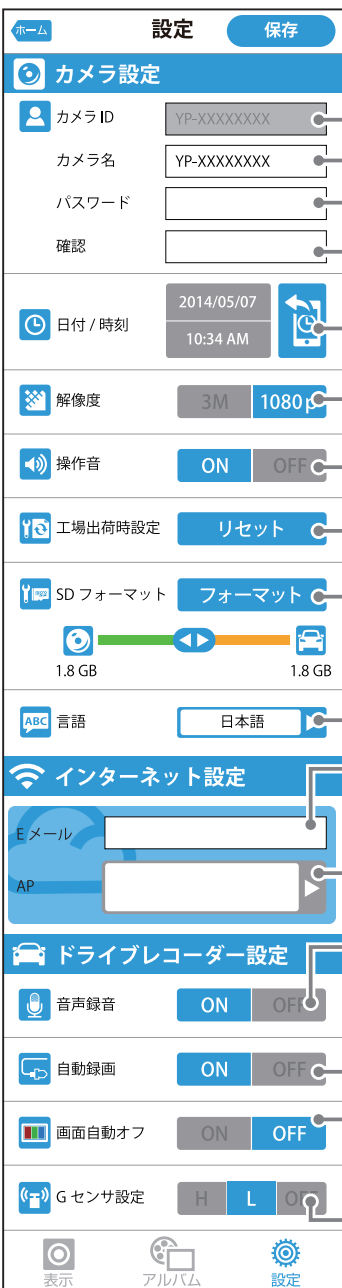 ホーム 設定 保存
カメラ設定
カメラ ID YP-XXXXXXXX
カメラ名 YP-XXXXXXXX
パスワード
確認
日付 / 時刻 2014/05/07
10:34 AM
解像度 3M 1080p
操作音 ON OFF
工場出荷時設定 リセット
SD フォーマット フォーマット
1.8 GB 1.8 GB
ABC 言語 日本語
インターネット設定
E メール
AP
ドライブレコーダー設定
音声録音 ON OFF
自動録画 ON OFF
画面自動オフ ON OFF
G センサ設定 H L OFF
表示 アルバム 設定